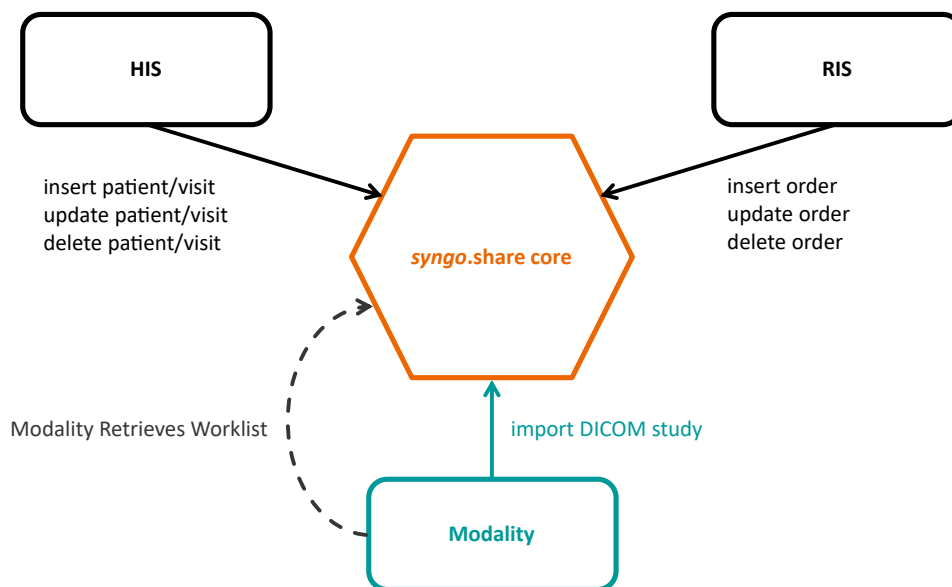 HIS
RIS
insert patient/visit
update patient/visit
delete patient/visit
insert order
update order
delete order
syngo.share core
Modality Retrieves Worklist
import DICOM study
Modality